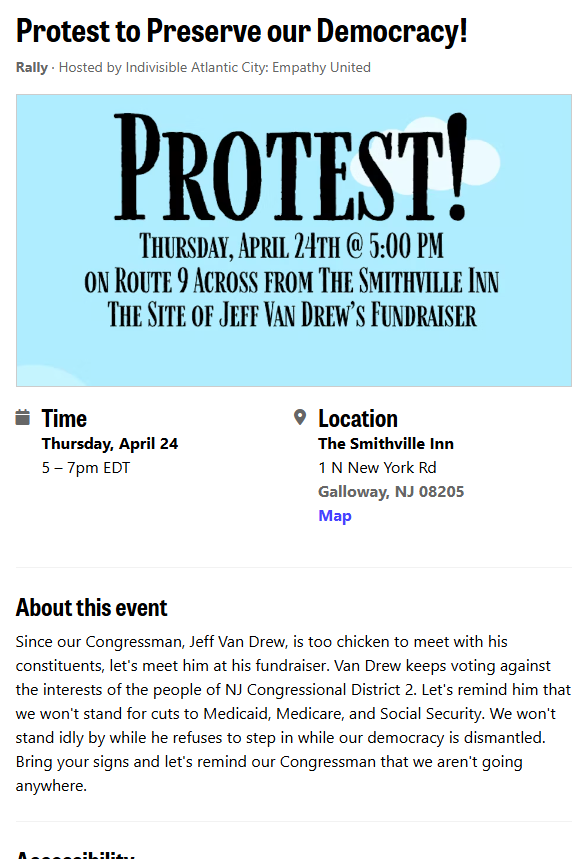 Protest to Preserve our Democracy!
Rally · Hosted by Indivisible Atlantic City: Empathy United
PROTEST!
THURSDAY, APRIL 24TH @ 5:00 PM
ON ROUTE 9 ACROSS FROM THE SMITHVILLE INN
THE SITE OF JEFF VAN DREW'S FUNDRAISER
Time
Thursday, April 24
5 – 7pm EDT
Location
The Smithville Inn
1 N New York Rd
Galloway, NJ 08205
Map
About this event
Since our Congressman, Jeff Van Drew, is too chicken to meet with his
constituents, let's meet him at his fundraiser. Van Drew keeps voting against
the interests of the people of NJ Congressional District 2. Let's remind him that
we won't stand for cuts to Medicaid, Medicare, and Social Security. We won't
stand idly by while he refuses to step in while our democracy is dismantled.
Bring your signs and let's remind our Congressman that we aren't going
anywhere.
Accessibility